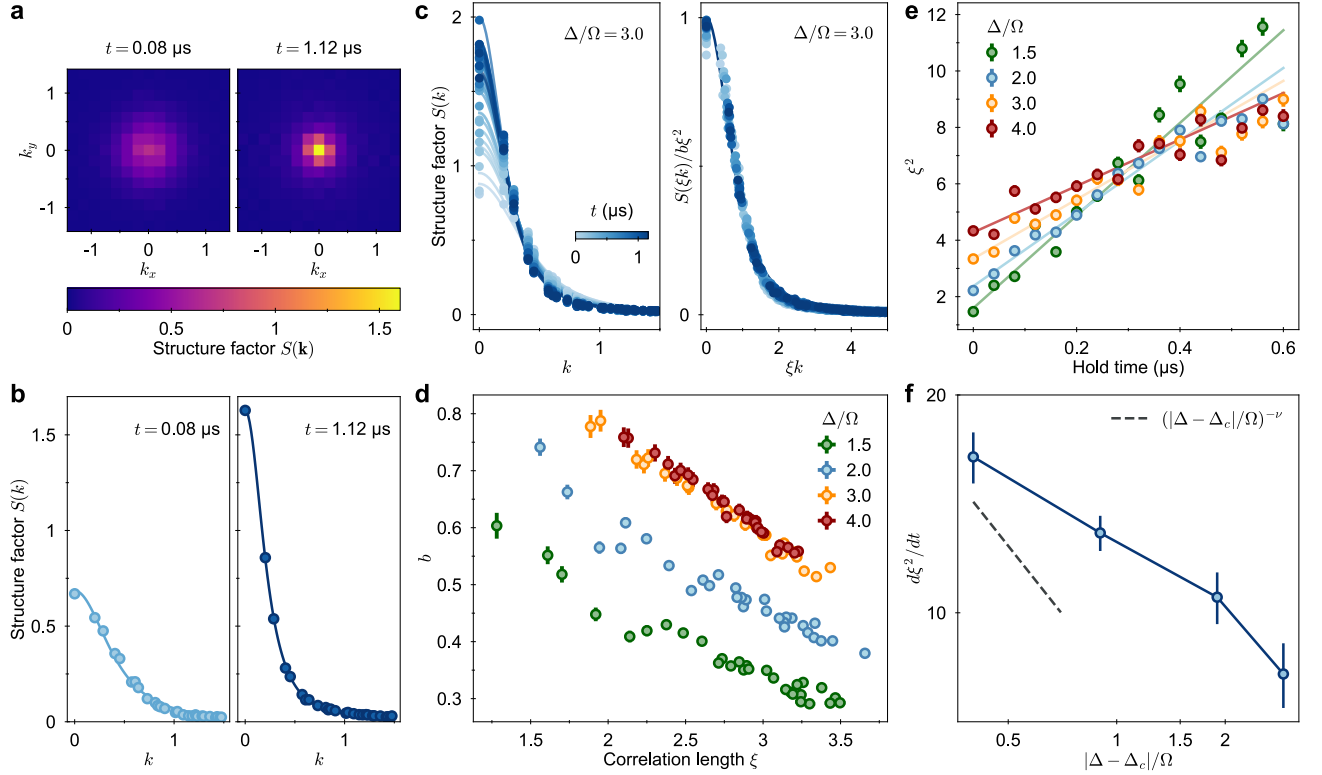 a
t = 0.08 µs
t = 1.12 µs
k_y
1
0
-1
-1
0
1
-1
0
1
k_x
k_x
0
0.5
1
1.5
Structure factor S(k)
b
t = 0.08 µs
t = 1.12 µs
Structure factor S(k)
1.5
1
0.5
0
0
1
0
1
k
k
c
Δ/Ω = 3.0
Δ/Ω = 3.0
Structure factor S(k)
2
1
0
t (µs)
0
1
0
1
k
S(ξk)/bξ²
1
0
0
2
4
ξk
d
Δ/Ω
1.5
2.0
3.0
4.0
b
0.8
0.7
0.6
0.5
0.4
0.3
1.5
2
2.5
3
3.5
Correlation length ξ
e
Δ/Ω
1.5
2.0
3.0
4.0
ξ²
12
10
8
6
4
2
0
0.2
0.4
0.6
Hold time (µs)
f
(|Δ − Δ_c|/Ω)^{−ν}
dξ²/dt
20
10
0.5
1
1.5
2
|Δ − Δ_c|/Ω